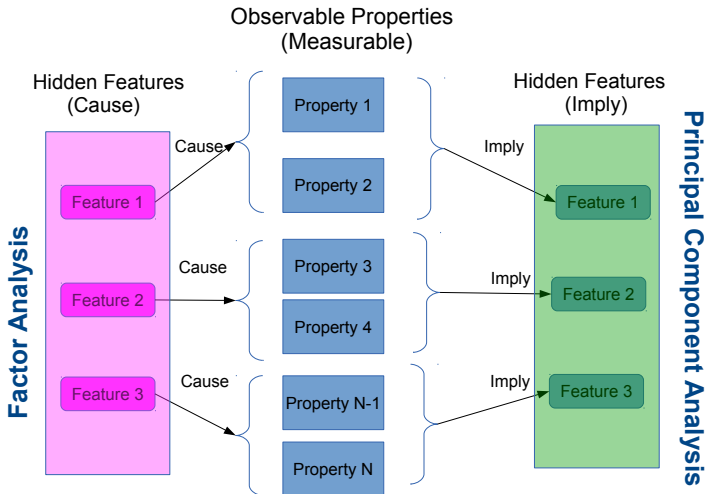 Observable Properties
(Measurable)
Hidden Features
(Cause)
Hidden Features
(Imply)
Factor Analysis
Feature 1
Feature 2
Feature 3
Cause
Cause
Cause
Property 1
Property 2
Property 3
Property 4
Property N-1
Property N
Imply
Imply
Imply
Feature 1
Feature 2
Feature 3
Principal Component Analysis